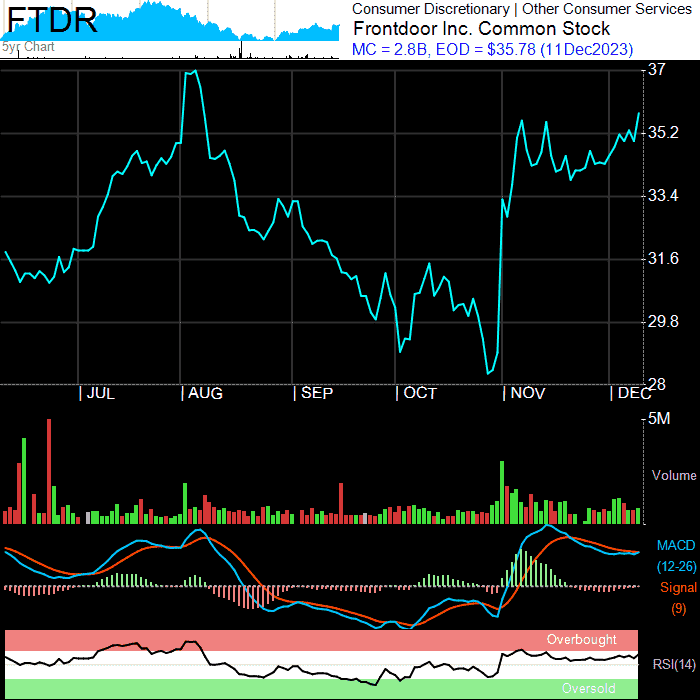 FTDR
5yr Chart
Consumer Discretionary | Other Consumer Services
Frontdoor Inc. Common Stock
MC = 2.8B, EOD = $35.78 (11Dec2023)
37
35.2
33.4
31.6
29.8
28
| JUL | AUG | SEP | OCT | NOV | DEC
5M
Volume
MACD
(12-26)
Signal
(9)
Overbought
RSI(14)
Oversold